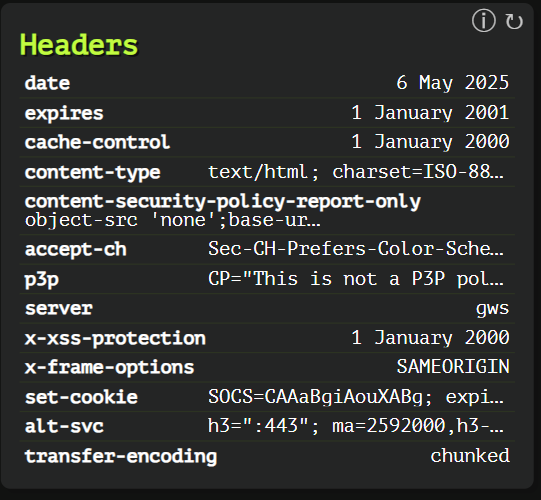 Headers
date 6 May 2025
expires 1 January 2001
cache-control 1 January 2000
content-type text/html; charset=ISO-88…
content-security-policy-report-only
object-src 'none';base-ur…
accept-ch Sec-CH-Prefers-Color-Sche…
p3p CP="This is not a P3P pol…
server gws
x-xss-protection 1 January 2000
x-frame-options SAMEORIGIN
set-cookie SOCS=CAAaBgiAouXABg; expi…
alt-svc h3=":443"; ma=2592000,h3-…
transfer-encoding chunked